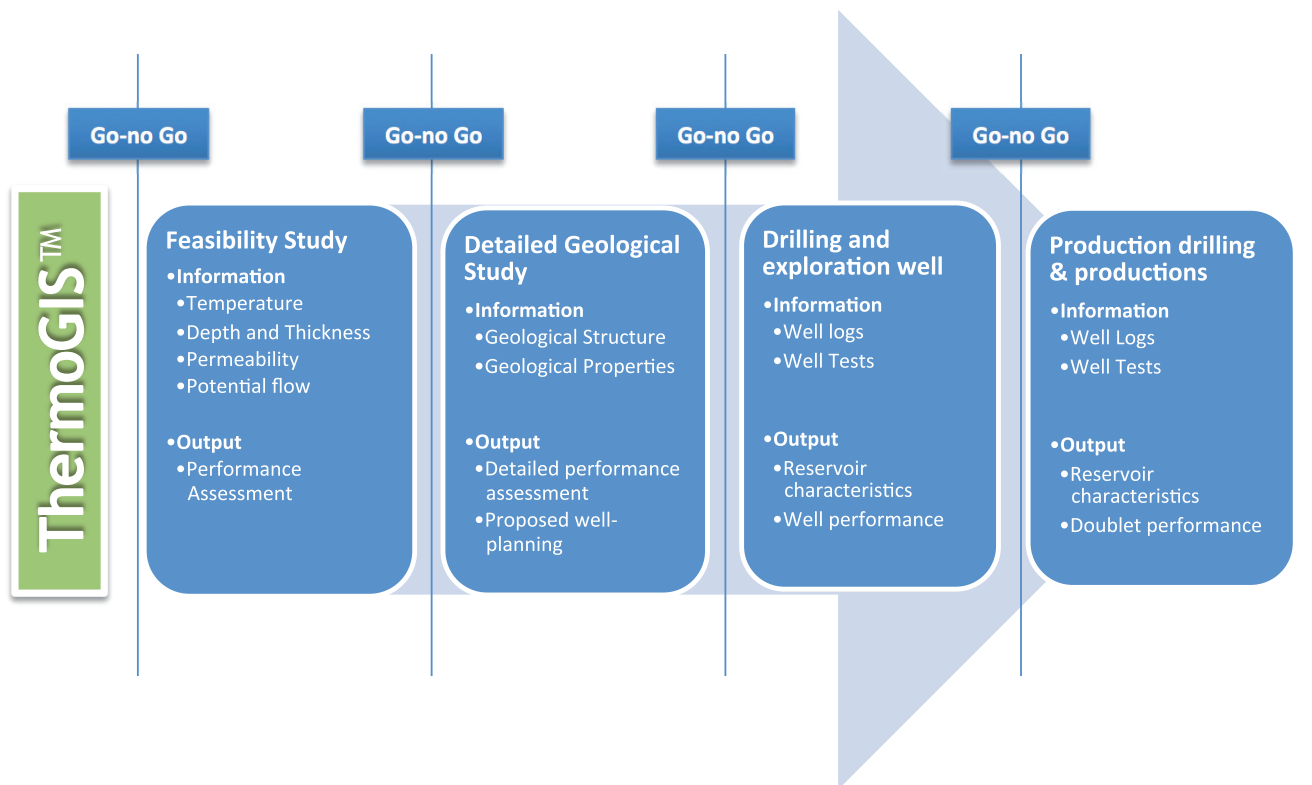 Go-no Go
Go-no Go
Go-no Go
Go-no Go
ThermoGIS™
Feasibility Study
•Information
•Temperature
•Depth and Thickness
•Permeability
•Potential flow
•Output
•Performance
Assessment
Detailed Geological
Study
•Information
•Geological Structure
•Geological Properties
•Output
•Detailed performance
assessment
•Proposed well-
planning
Drilling and
exploration well
•Information
•Well logs
•Well Tests
•Output
•Reservoir
characteristics
•Well performance
Production drilling
& productions
•Information
•Well Logs
•Well Tests
•Output
•Reservoir
characteristics
•Doublet performance